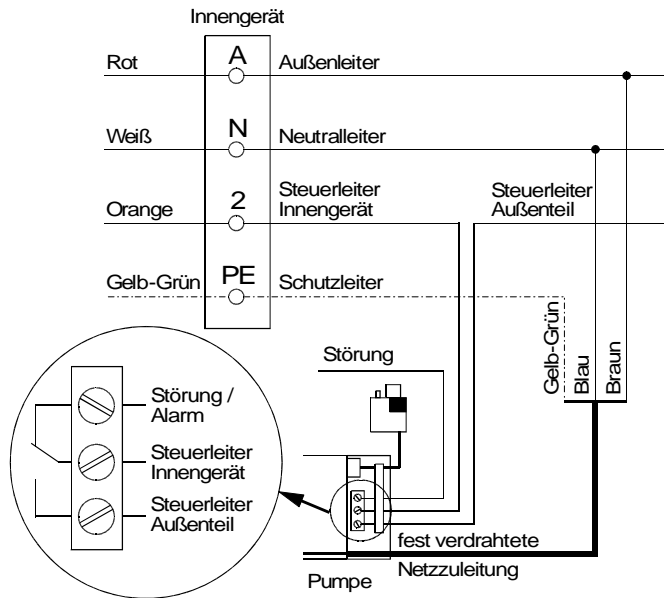 Innengerät
Rot
A
Außenleiter
Weiß
N
Neutralleiter
Orange
2
Steuerleiter
Innengerät
Steuerleiter
Außenteil
Gelb-Grün
PE
Schutzleiter
Gelb-Grün
Blau
Braun
Störung
Störung /
Alarm
Steuerleiter
Innengerät
Steuerleiter
Außenteil
fest verdrahtete
Netzzuleitung
Pumpe